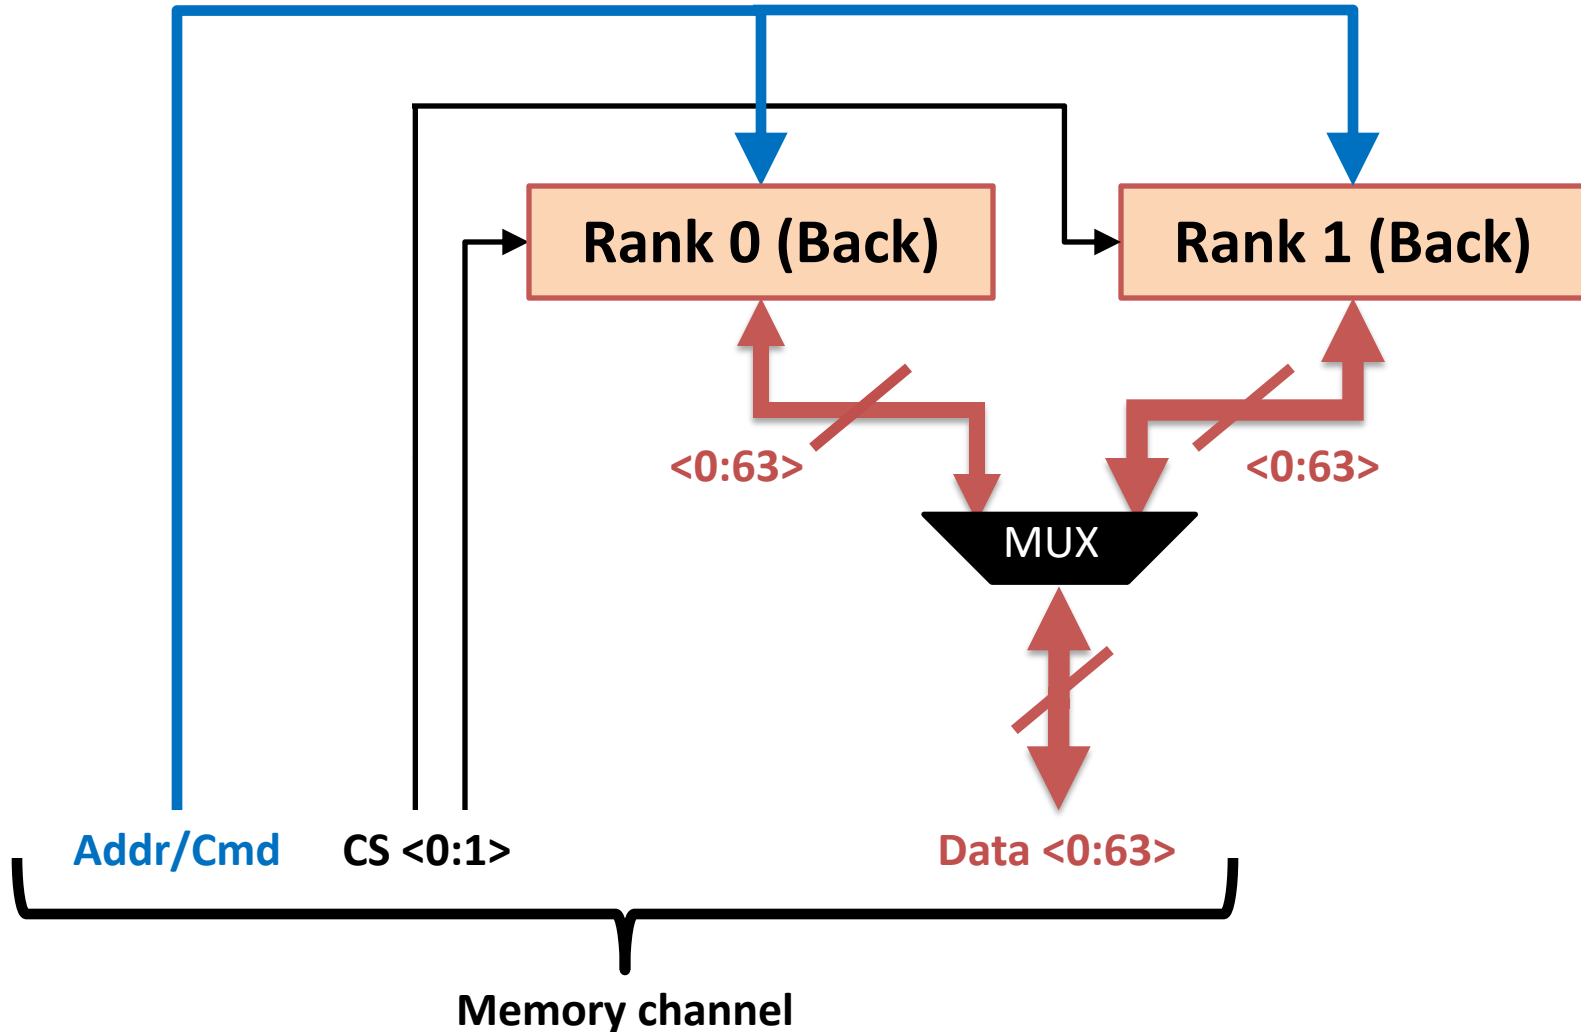 Rank 0 (Back)
Rank 1 (Back)
<0:63>
<0:63>
MUX
Addr/Cmd
CS <0:1>
Data <0:63>
Memory channel